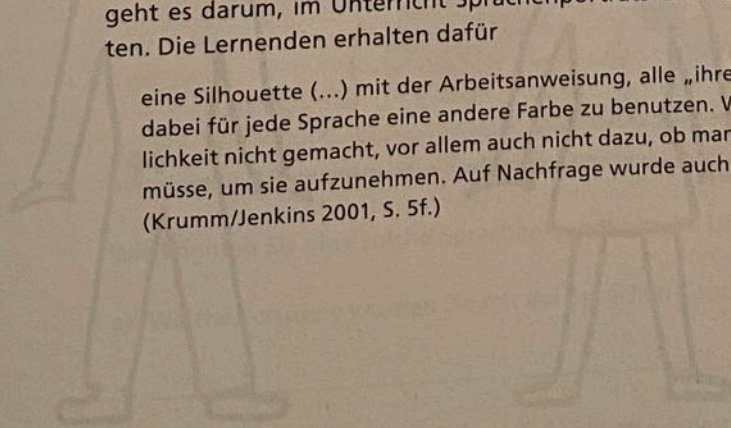 geht es darum, im Unterricht
ten. Die Lernenden erhalten dafür
eine Silhouette (...) mit der Arbeitsanweisung, alle „ihre
dabei für jede Sprache eine andere Farbe zu benutzen. V
lichkeit nicht gemacht, vor allem auch nicht dazu, ob man
müsse, um sie aufzunehmen. Auf Nachfrage wurde auch
(Krumm/Jenkins 2001, S. 5f.)